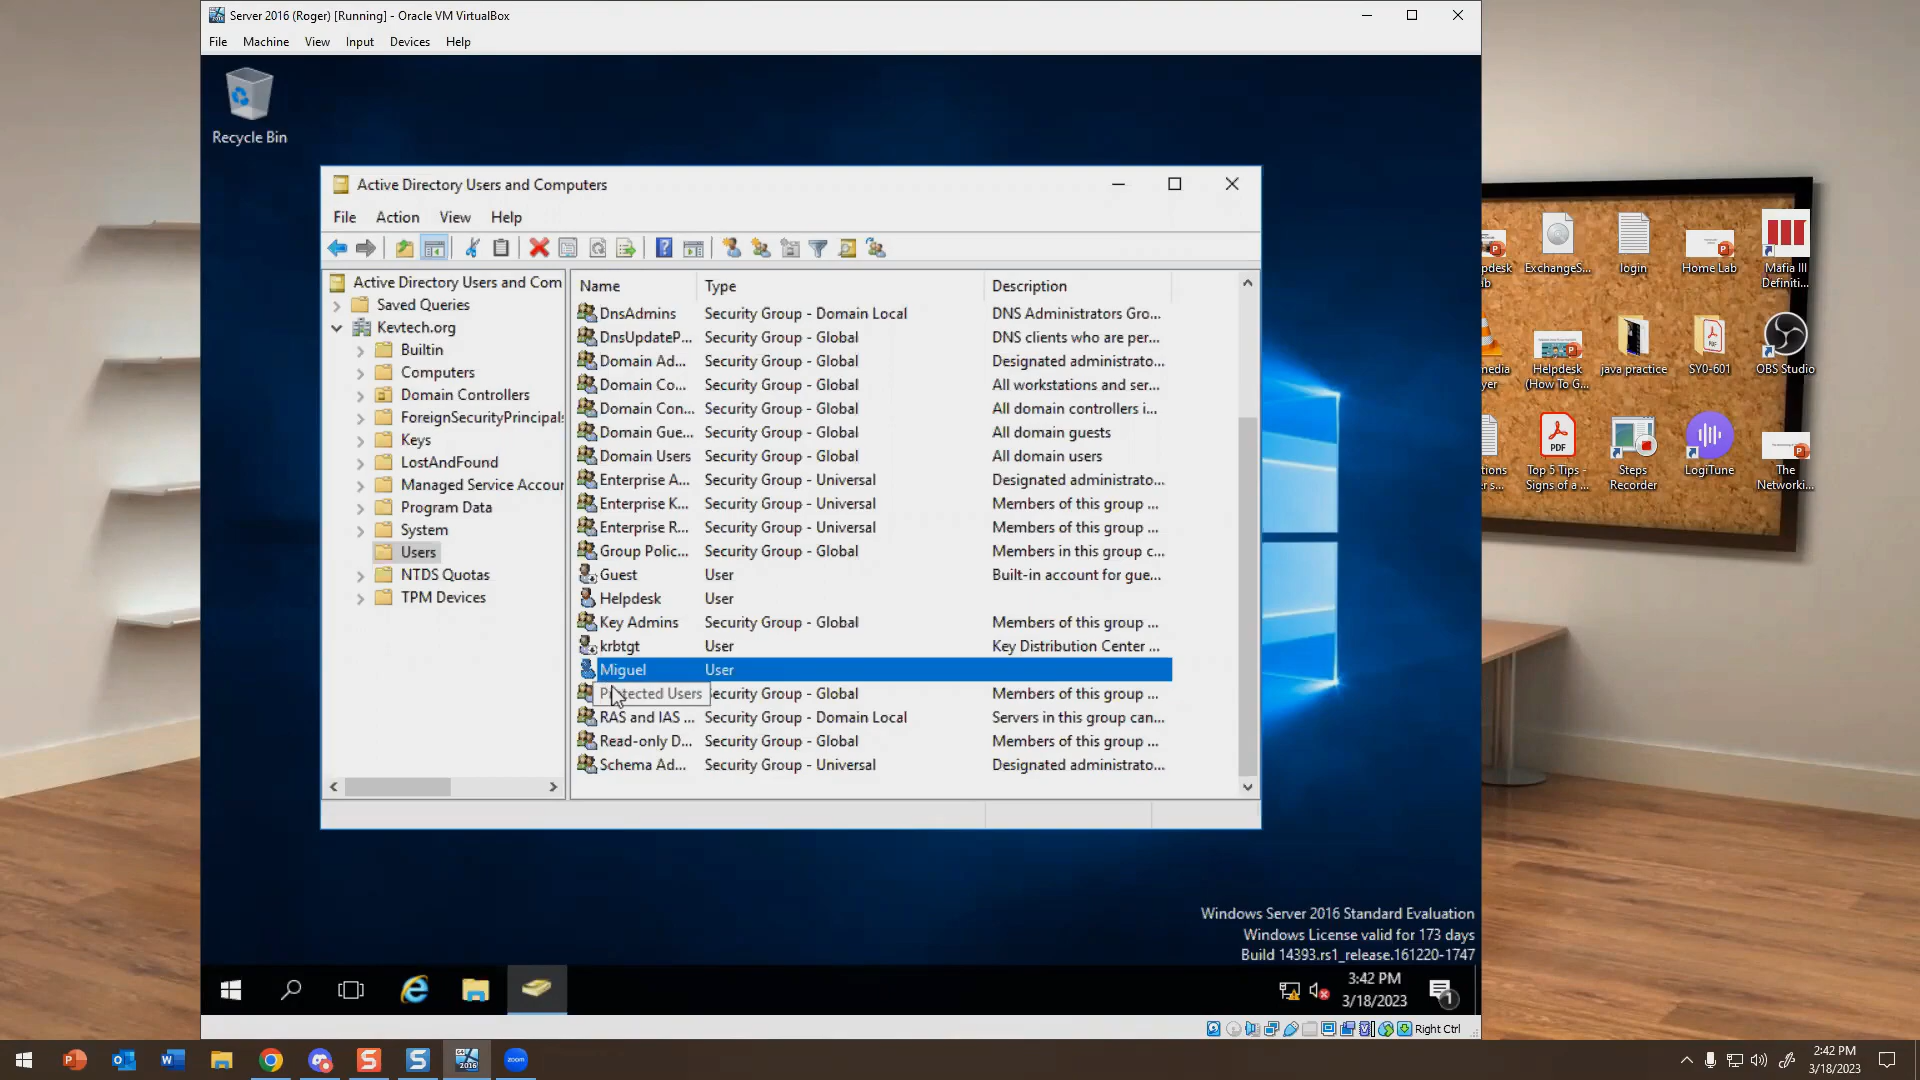 Server 2016 (Roger) [Running] - Oracle VM VirtualBox
File Machine View Input Devices Help
Recycle Bin
Active Directory Users and Computers
File Action View Help
Active Directory Users and Com
Saved Queries
Kevtech.org
Builtin
Computers
Domain Controllers
ForeignSecurityPrincipals
Keys
LostAndFound
Managed Service Accour
Program Data
System
Users
NTDS Quotas
TPM Devices
Name Type Description
DnsAdmins Security Group - Domain Local DNS Administrators Gro...
DnsUpdateP... Security Group - Global DNS clients who are per...
Domain Ad... Security Group - Global Designated administrato...
Domain Co... Security Group - Global All workstations and ser...
Domain Con... Security Group - Global All domain controllers i...
Domain Gue... Security Group - Global All domain guests
Domain Users Security Group - Global All domain users
Enterprise A... Security Group - Universal Designated administrato...
Enterprise K... Security Group - Universal Members of this group ...
Enterprise R... Security Group - Universal Members of this group ...
Group Polic... Security Group - Global Members in this group c...
Guest User Built-in account for gue...
Helpdesk User
Key Admins Security Group - Global Members of this group ...
krbtgt User Key Distribution Center ...
Miguel User
Protected Users Security Group - Global Members of this group ...
RAS and IAS ... Security Group - Domain Local Servers in this group can...
Read-only D... Security Group - Global Members of this group ...
Schema Ad... Security Group - Universal Designated administrato...
Windows Server 2016 Standard Evaluation
Windows License valid for 173 days
Build 14393.rs1_release.161220-1747
3:42 PM
3/18/2023
1
Right Ctrl
pdesk
ab
ExchangeS...
login
Home Lab
Mafia III
Definiti...
media
yer
Helpdesk
(How To G...
java practice
SY0-601
OBS Studio
tions
r s...
PDF
Top 5 Tips -
Signs of a ...
Steps
Recorder
LogiTune
The
Networki...
2016
zoom
2:42 PM
3/18/2023